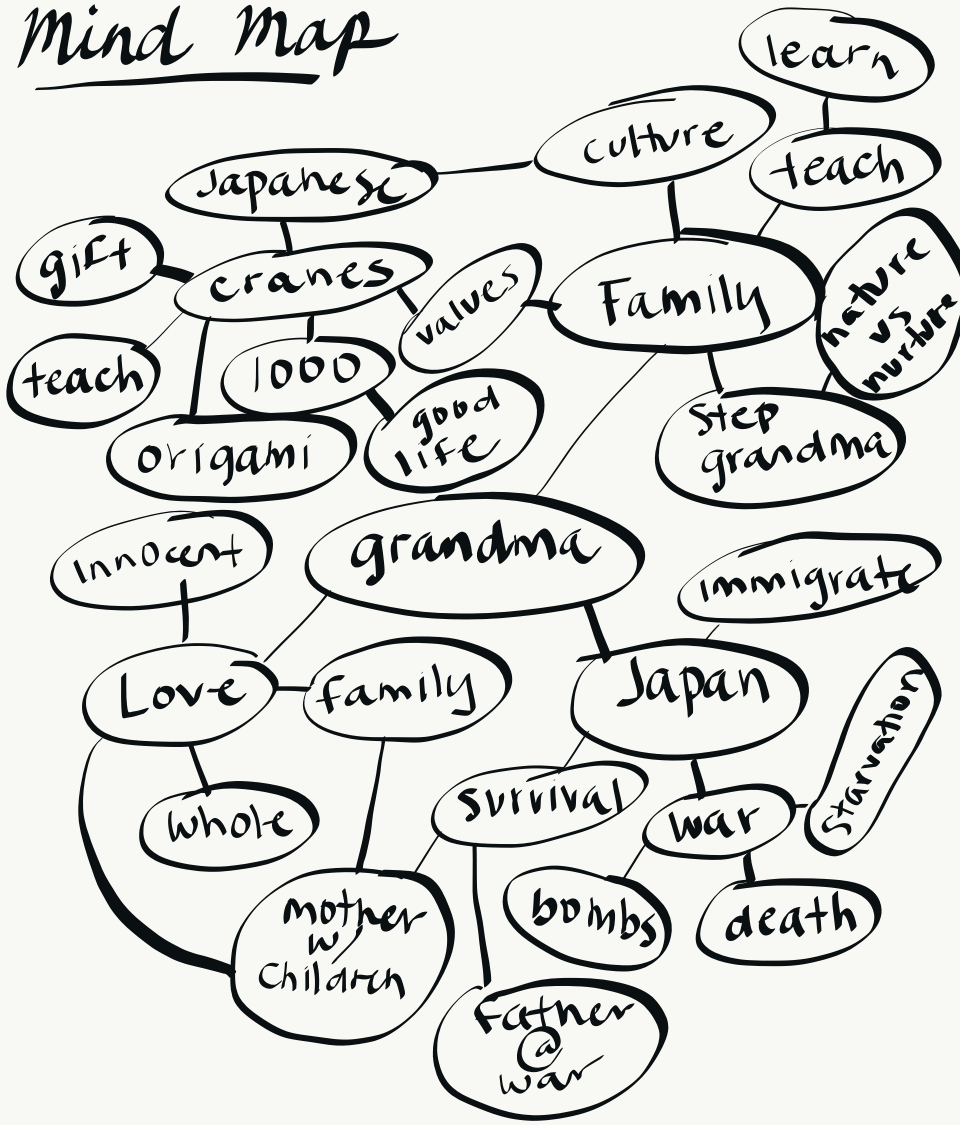 Mind Map
learn
culture
teach
Japanese
gift
cranes
values
Family
nature
vs
nurture
teach
1000
good
life
Step
grandma
origami
Innocent
grandma
immigrate
Love
family
Japan
Starvation
whole
survival
war
mother
w/
Children
bombs
death
Father
@
war